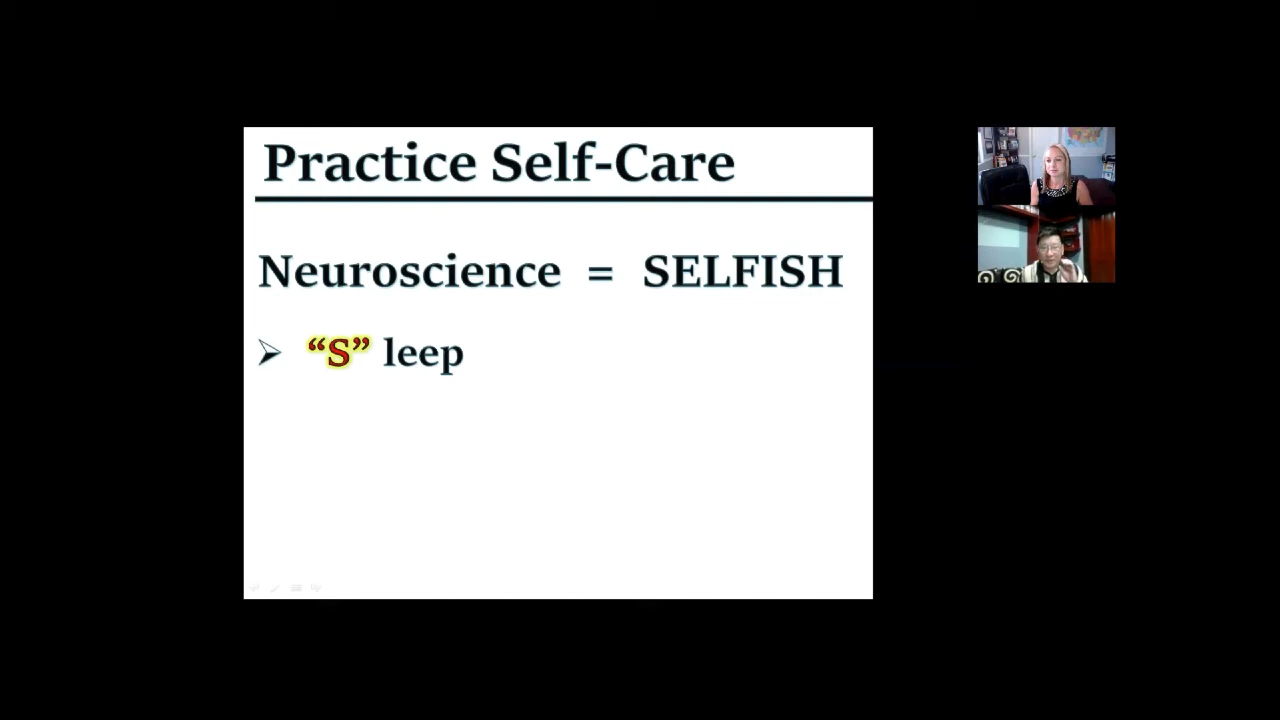 Practice Self-Care
Neuroscience = SELFISH
➢ “S” leep